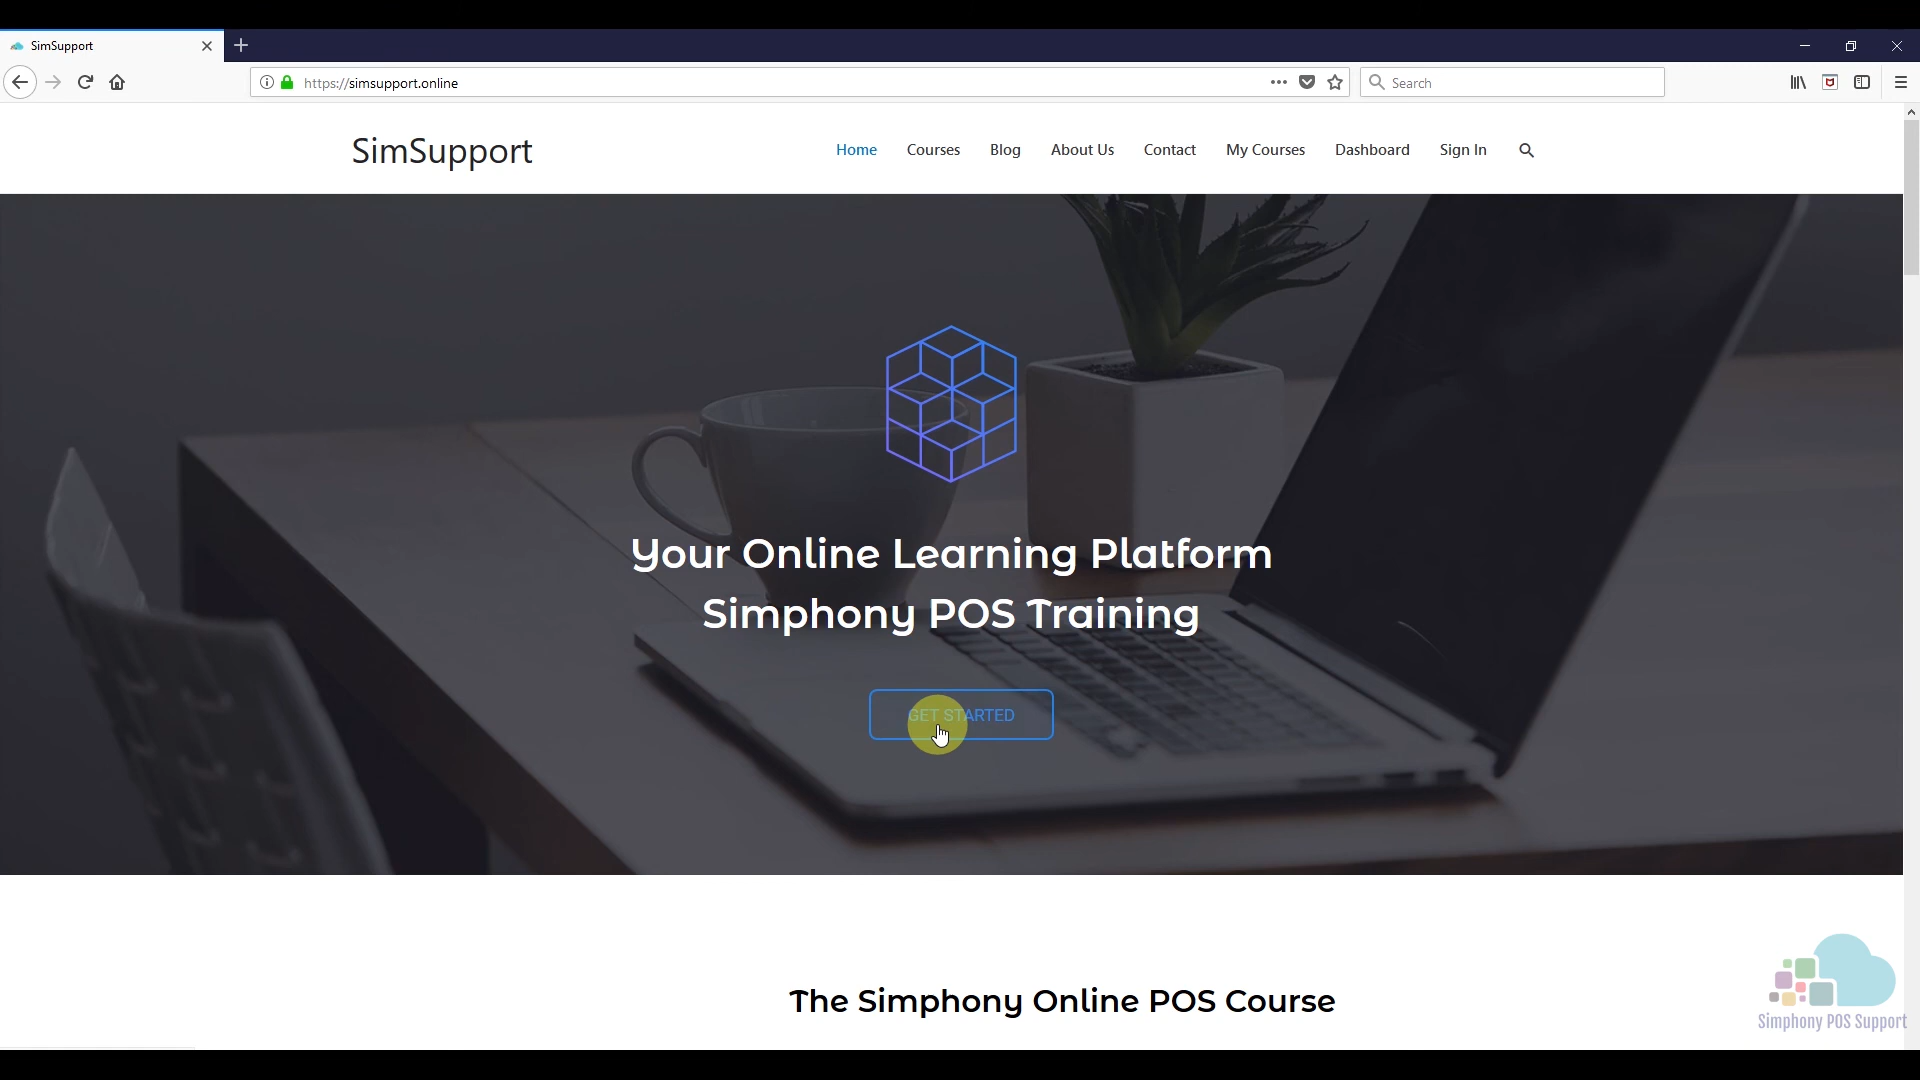 SimSupport
https://simsupport.online
Search
SimSupport
Home Courses Blog About Us Contact My Courses Dashboard Sign In
Your Online Learning Platform
Simphony POS Training
GET STARTED
The Simphony Online POS Course
Simphony POS Support